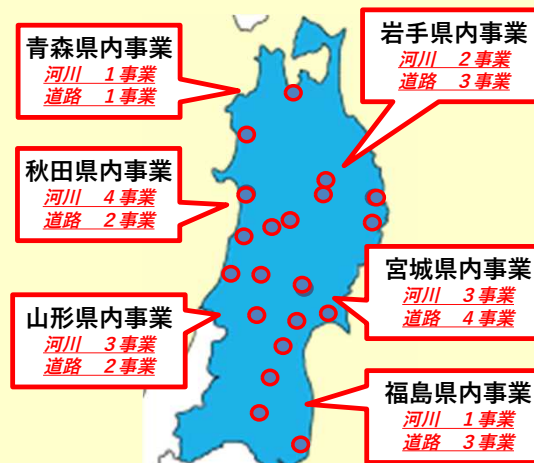 青森県内事業
河川　１事業
道路　１事業
岩手県内事業
河川　２事業
道路　３事業
秋田県内事業
河川　４事業
道路　２事業
宮城県内事業
河川　３事業
道路　４事業
山形県内事業
河川　３事業
道路　２事業
福島県内事業
河川　１事業
道路　３事業